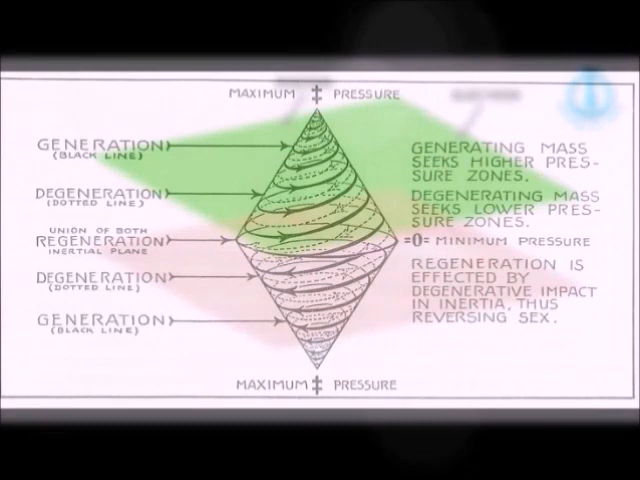 MAXIMUM ‡ PRESSURE
GENERATION
(BLACK LINE)
DEGENERATION
(DOTTED LINE)
UNION OF BOTH
REGENERATION
INERTIAL PLANE
DEGENERATION
(DOTTED LINE)
GENERATION
(BLACK LINE)
GENERATING MASS
SEEKS HIGHER PRES-
SURE ZONES.
DEGENERATING MASS
SEEKS LOWER PRES-
SURE ZONES.
=0= MINIMUM PRESSURE
REGENERATION IS
EFFECTED BY
DEGENERATIVE IMPACT
IN INERTIA, THUS
REVERSING SEX.
MAXIMUM ‡ PRESSURE